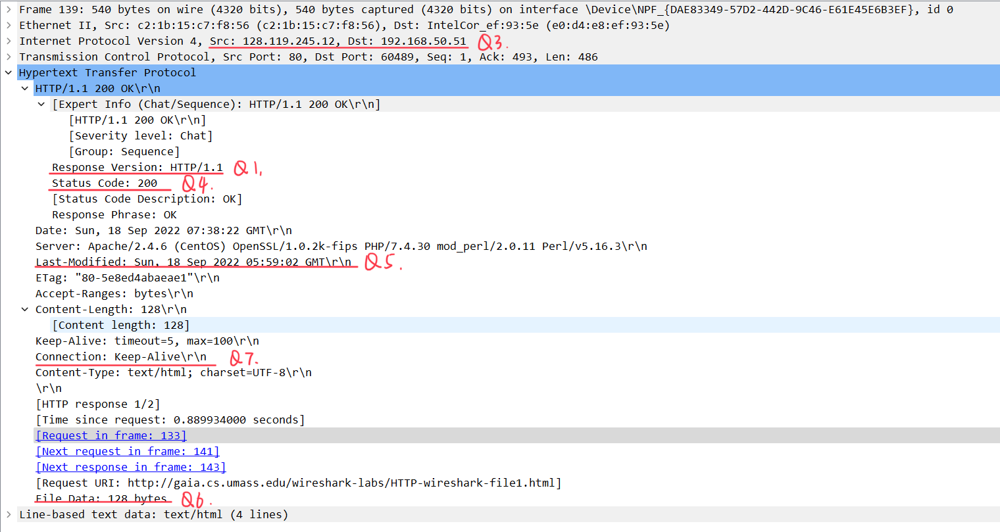 Frame 139: 540 bytes on wire (4320 bits), 540 bytes captured (4320 bits) on interface \Device\NPF_{DAE83349-57D2-442D-9C46-E61E45E6B3EF}, id 0
Ethernet II, Src: c2:1b:15:c7:f8:56 (c2:1b:15:c7:f8:56), Dst: IntelCor_ef:93:5e (e0:d4:e8:ef:93:5e)
Internet Protocol Version 4, Src: 128.119.245.12, Dst: 192.168.50.51 Q3.
Transmission Control Protocol, Src Port: 80, Dst Port: 60489, Seq: 1, Ack: 493, Len: 486
Hypertext Transfer Protocol
HTTP/1.1 200 OK\r\n
[Expert Info (Chat/Sequence): HTTP/1.1 200 OK\r\n]
[HTTP/1.1 200 OK\r\n]
[Severity level: Chat]
[Group: Sequence]
Response Version: HTTP/1.1 Q1.
Status Code: 200 Q4.
[Status Code Description: OK]
Response Phrase: OK
Date: Sun, 18 Sep 2022 07:38:22 GMT\r\n
Server: Apache/2.4.6 (CentOS) OpenSSL/1.0.2k-fips PHP/7.4.30 mod_perl/2.0.11 Perl/v5.16.3\r\n
Last-Modified: Sun, 18 Sep 2022 05:59:02 GMT\r\n Q5.
ETag: "80-5e8ed4abaeae1"\r\n
Accept-Ranges: bytes\r\n
Content-Length: 128\r\n
[Content length: 128]
Keep-Alive: timeout=5, max=100\r\n
Connection: Keep-Alive\r\n Q7.
Content-Type: text/html; charset=UTF-8\r\n
\r\n
[HTTP response 1/2]
[Time since request: 0.889934000 seconds]
[Request in frame: 133]
[Next request in frame: 141]
[Next response in frame: 143]
[Request URI: http://gaia.cs.umass.edu/wireshark-labs/HTTP-wireshark-file1.html]
File Data: 128 bytes Q6.
Line-based text data: text/html (4 lines)